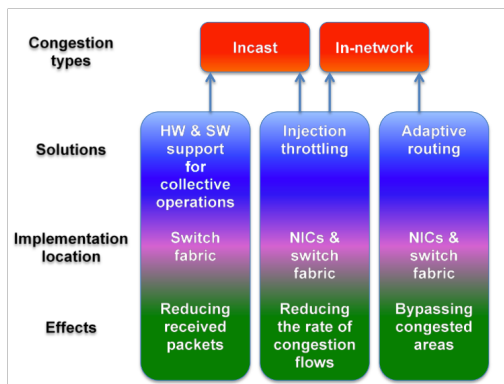 Congestion
types
Incast
In-network
Solutions
HW & SW
support
for
collective
operations
Injection
throttling
Adaptive
routing
Implementation
location
Switch
fabric
NICs &
switch
fabric
NICs &
switch
fabric
Effects
Reducing
received
packets
Reducing
the rate of
congestion
flows
Bypassing
congested
areas